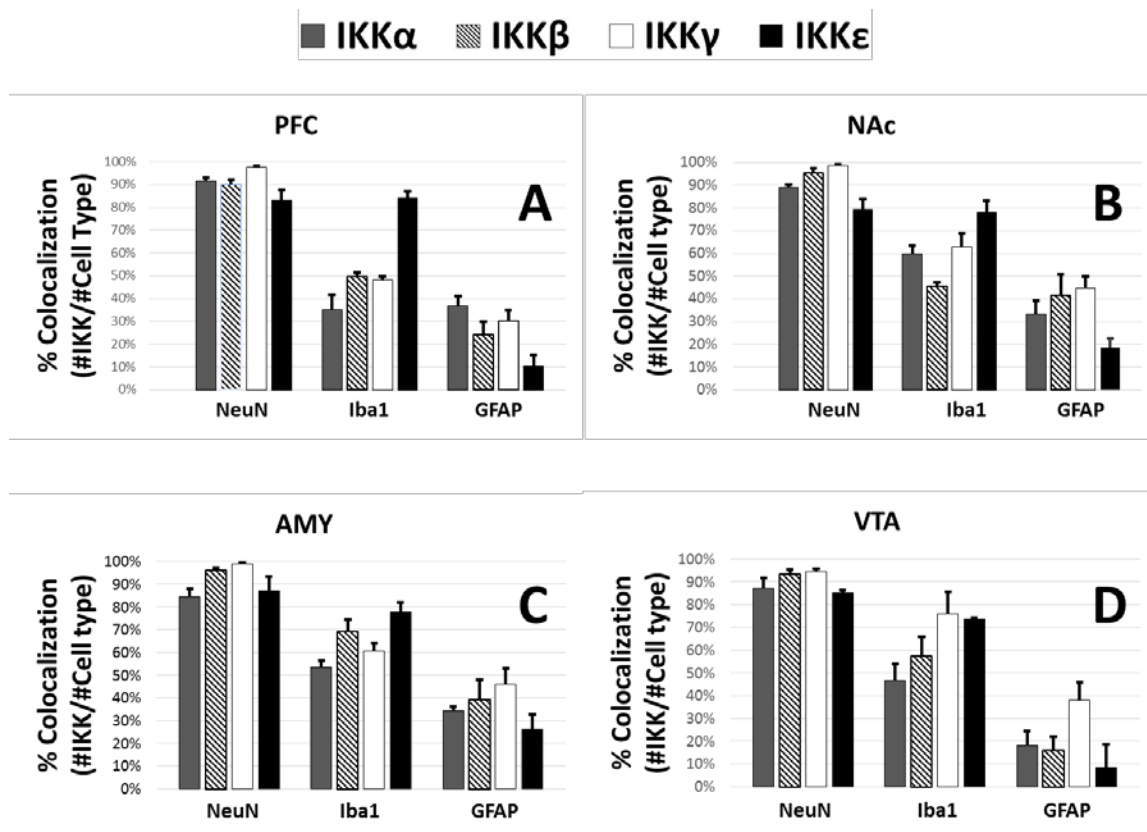 IKKα IKKβ IKKγ IKKε
PFC
% Colocalization
(#IKK/#Cell Type)
100%
90%
80%
70%
60%
50%
40%
30%
20%
10%
0%
A
NeuN Iba1 GFAP
NAc
% Colocalization
(#IKK/#Cell type)
100%
90%
80%
70%
60%
50%
40%
30%
20%
10%
0%
B
NeuN Iba1 GFAP
AMY
% Colocalization
(#IKK/#Cell type)
100%
90%
80%
70%
60%
50%
40%
30%
20%
10%
0%
C
NeuN Iba1 GFAP
VTA
% Colocalization
(#IKK/#Cell type)
100%
90%
80%
70%
60%
50%
40%
30%
20%
10%
0%
D
NeuN Iba1 GFAP